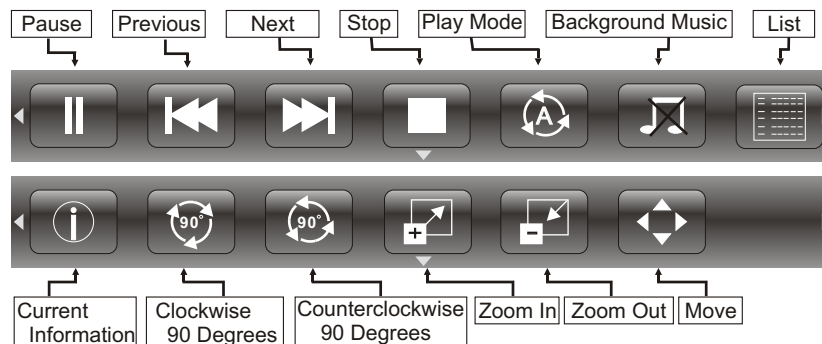 Pause Previous Next Stop Play Mode Background Music List
A
90°
90°
Current
Information
Clockwise
90 Degrees
Counterclockwise
90 Degrees
Zoom In
Zoom Out
Move